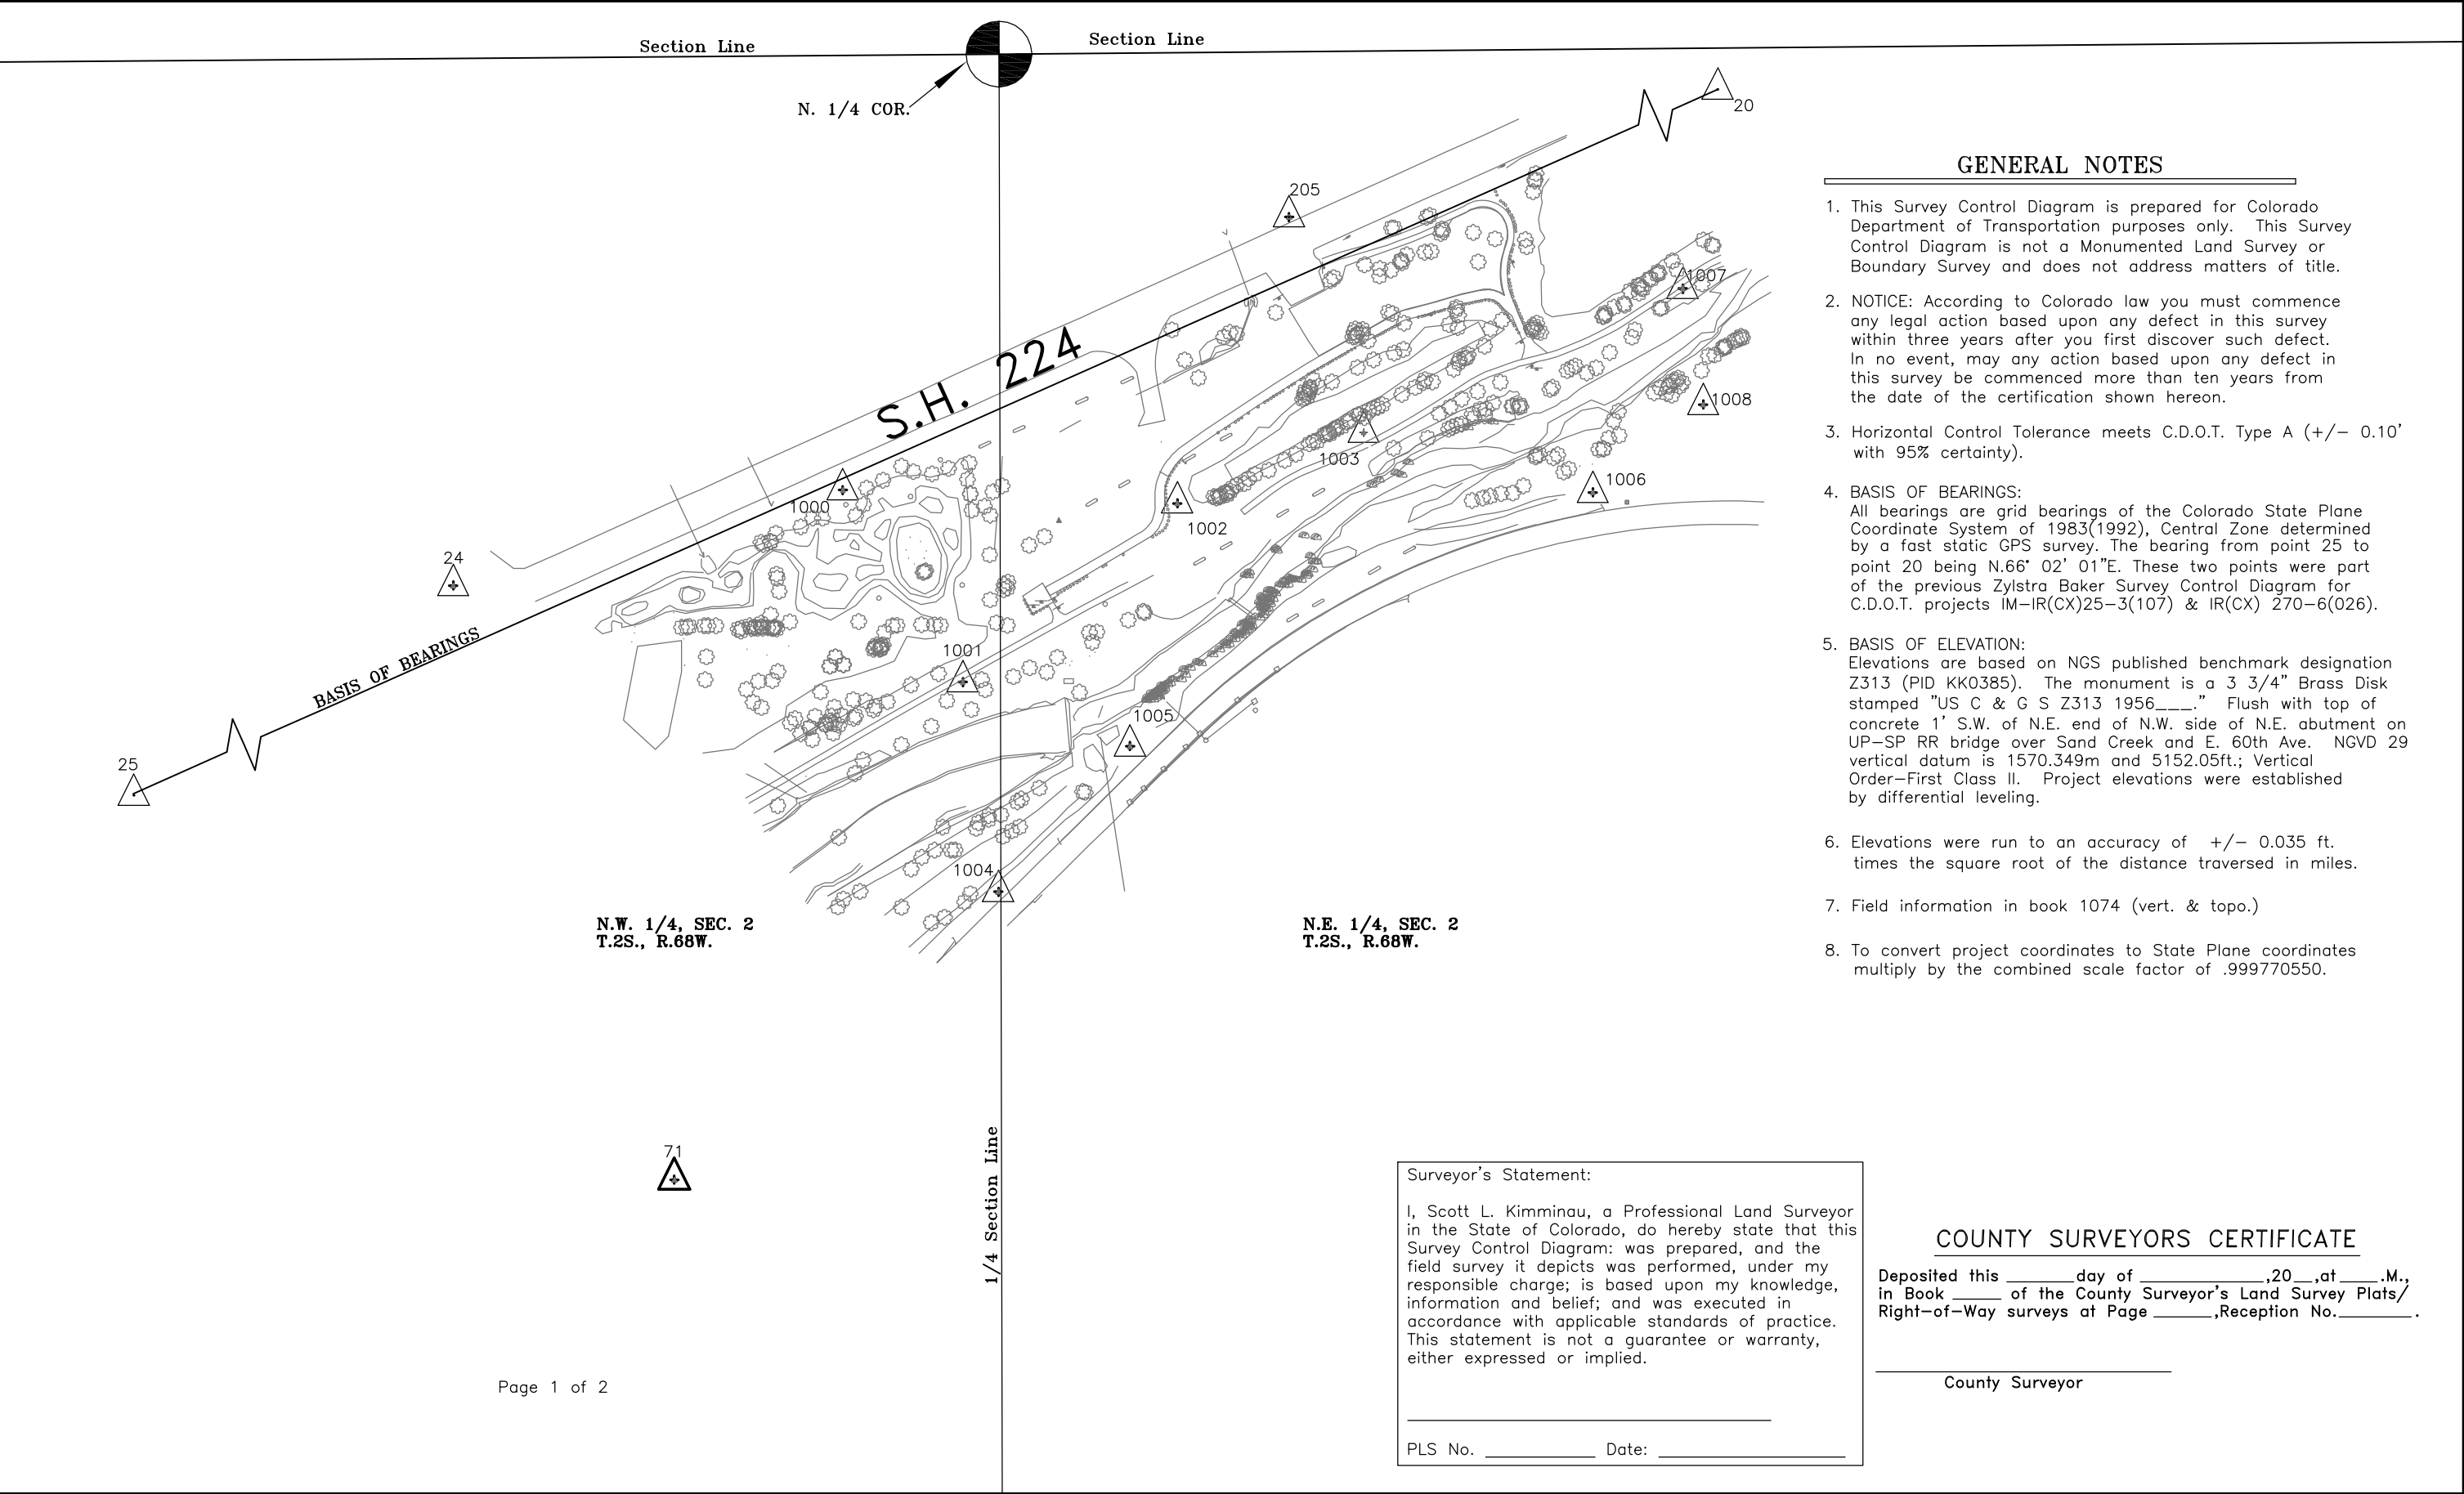 Section Line
Section Line
N. 1/4 COR.
20
205
1007
S.H. 224
1008
1003
1006
1000
1002
24
BASIS OF BEARINGS
1001
1005
25
1004
N.W. 1/4, SEC. 2
T.2S., R.68W.
N.E. 1/4, SEC. 2
T.2S., R.68W.
71
1/4 Section Line
Page 1 of 2
GENERAL NOTES
1. This Survey Control Diagram is prepared for Colorado
Department of Transportation purposes only. This Survey
Control Diagram is not a Monumented Land Survey or
Boundary Survey and does not address matters of title.
2. NOTICE: According to Colorado law you must commence
any legal action based upon any defect in this survey
within three years after you first discover such defect.
In no event, may any action based upon any defect in
this survey be commenced more than ten years from
the date of the certification shown hereon.
3. Horizontal Control Tolerance meets C.D.O.T. Type A (+/- 0.10'
with 95% certainty).
4. BASIS OF BEARINGS:
All bearings are grid bearings of the Colorado State Plane
Coordinate System of 1983(1992), Central Zone determined
by a fast static GPS survey. The bearing from point 25 to
point 20 being N.66° 02' 01"E. These two points were part
of the previous Zylstra Baker Survey Control Diagram for
C.D.O.T. projects IM-IR(CX)25-3(107) & IR(CX) 270-6(026).
5. BASIS OF ELEVATION:
Elevations are based on NGS published benchmark designation
Z313 (PID KK0385). The monument is a 3 3/4" Brass Disk
stamped "US C & G S Z313 1956___." Flush with top of
concrete 1' S.W. of N.E. end of N.W. side of N.E. abutment on
UP-SP RR bridge over Sand Creek and E. 60th Ave. NGVD 29
vertical datum is 1570.349m and 5152.05ft.; Vertical
Order-First Class II. Project elevations were established
by differential leveling.
6. Elevations were run to an accuracy of +/- 0.035 ft.
times the square root of the distance traversed in miles.
7. Field information in book 1074 (vert. & topo.)
8. To convert project coordinates to State Plane coordinates
multiply by the combined scale factor of .999770550.
Surveyor's Statement:
I, Scott L. Kimminau, a Professional Land Surveyor
in the State of Colorado, do hereby state that this
Survey Control Diagram: was prepared, and the
field survey it depicts was performed, under my
responsible charge; is based upon my knowledge,
information and belief; and was executed in
accordance with applicable standards of practice.
This statement is not a guarantee or warranty,
either expressed or implied.
PLS No. ________ Date: ________
COUNTY SURVEYORS CERTIFICATE
Deposited this ______day of __________,20__,at ____.M.,
in Book _____ of the County Surveyor's Land Survey Plats/
Right-of-Way surveys at Page ______,Reception No.________.
County Surveyor